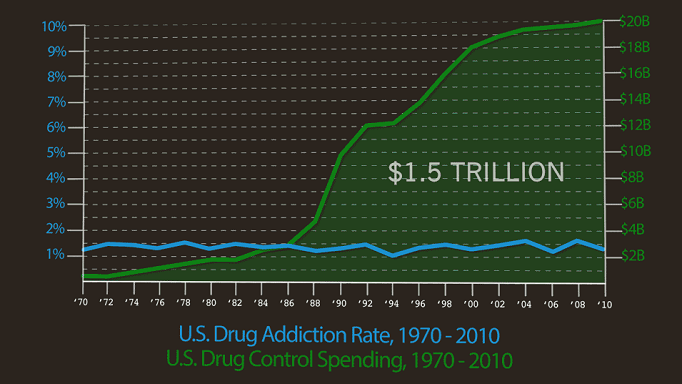 10%
9%
8%
7%
6%
5%
4%
3%
2%
1%
$20B
$18B
$16B
$14B
$12B
$10B
$8B
$6B
$4B
$2B
$1.5 TRILLION
'70 '72 '74 '76 '78 '80 '82 '84 '86 '88 '90 '92 '94 '96 '98 '00 '02 '04 '06 '08 '10
U.S. Drug Addiction Rate, 1970 - 2010
U.S. Drug Control Spending, 1970 - 2010